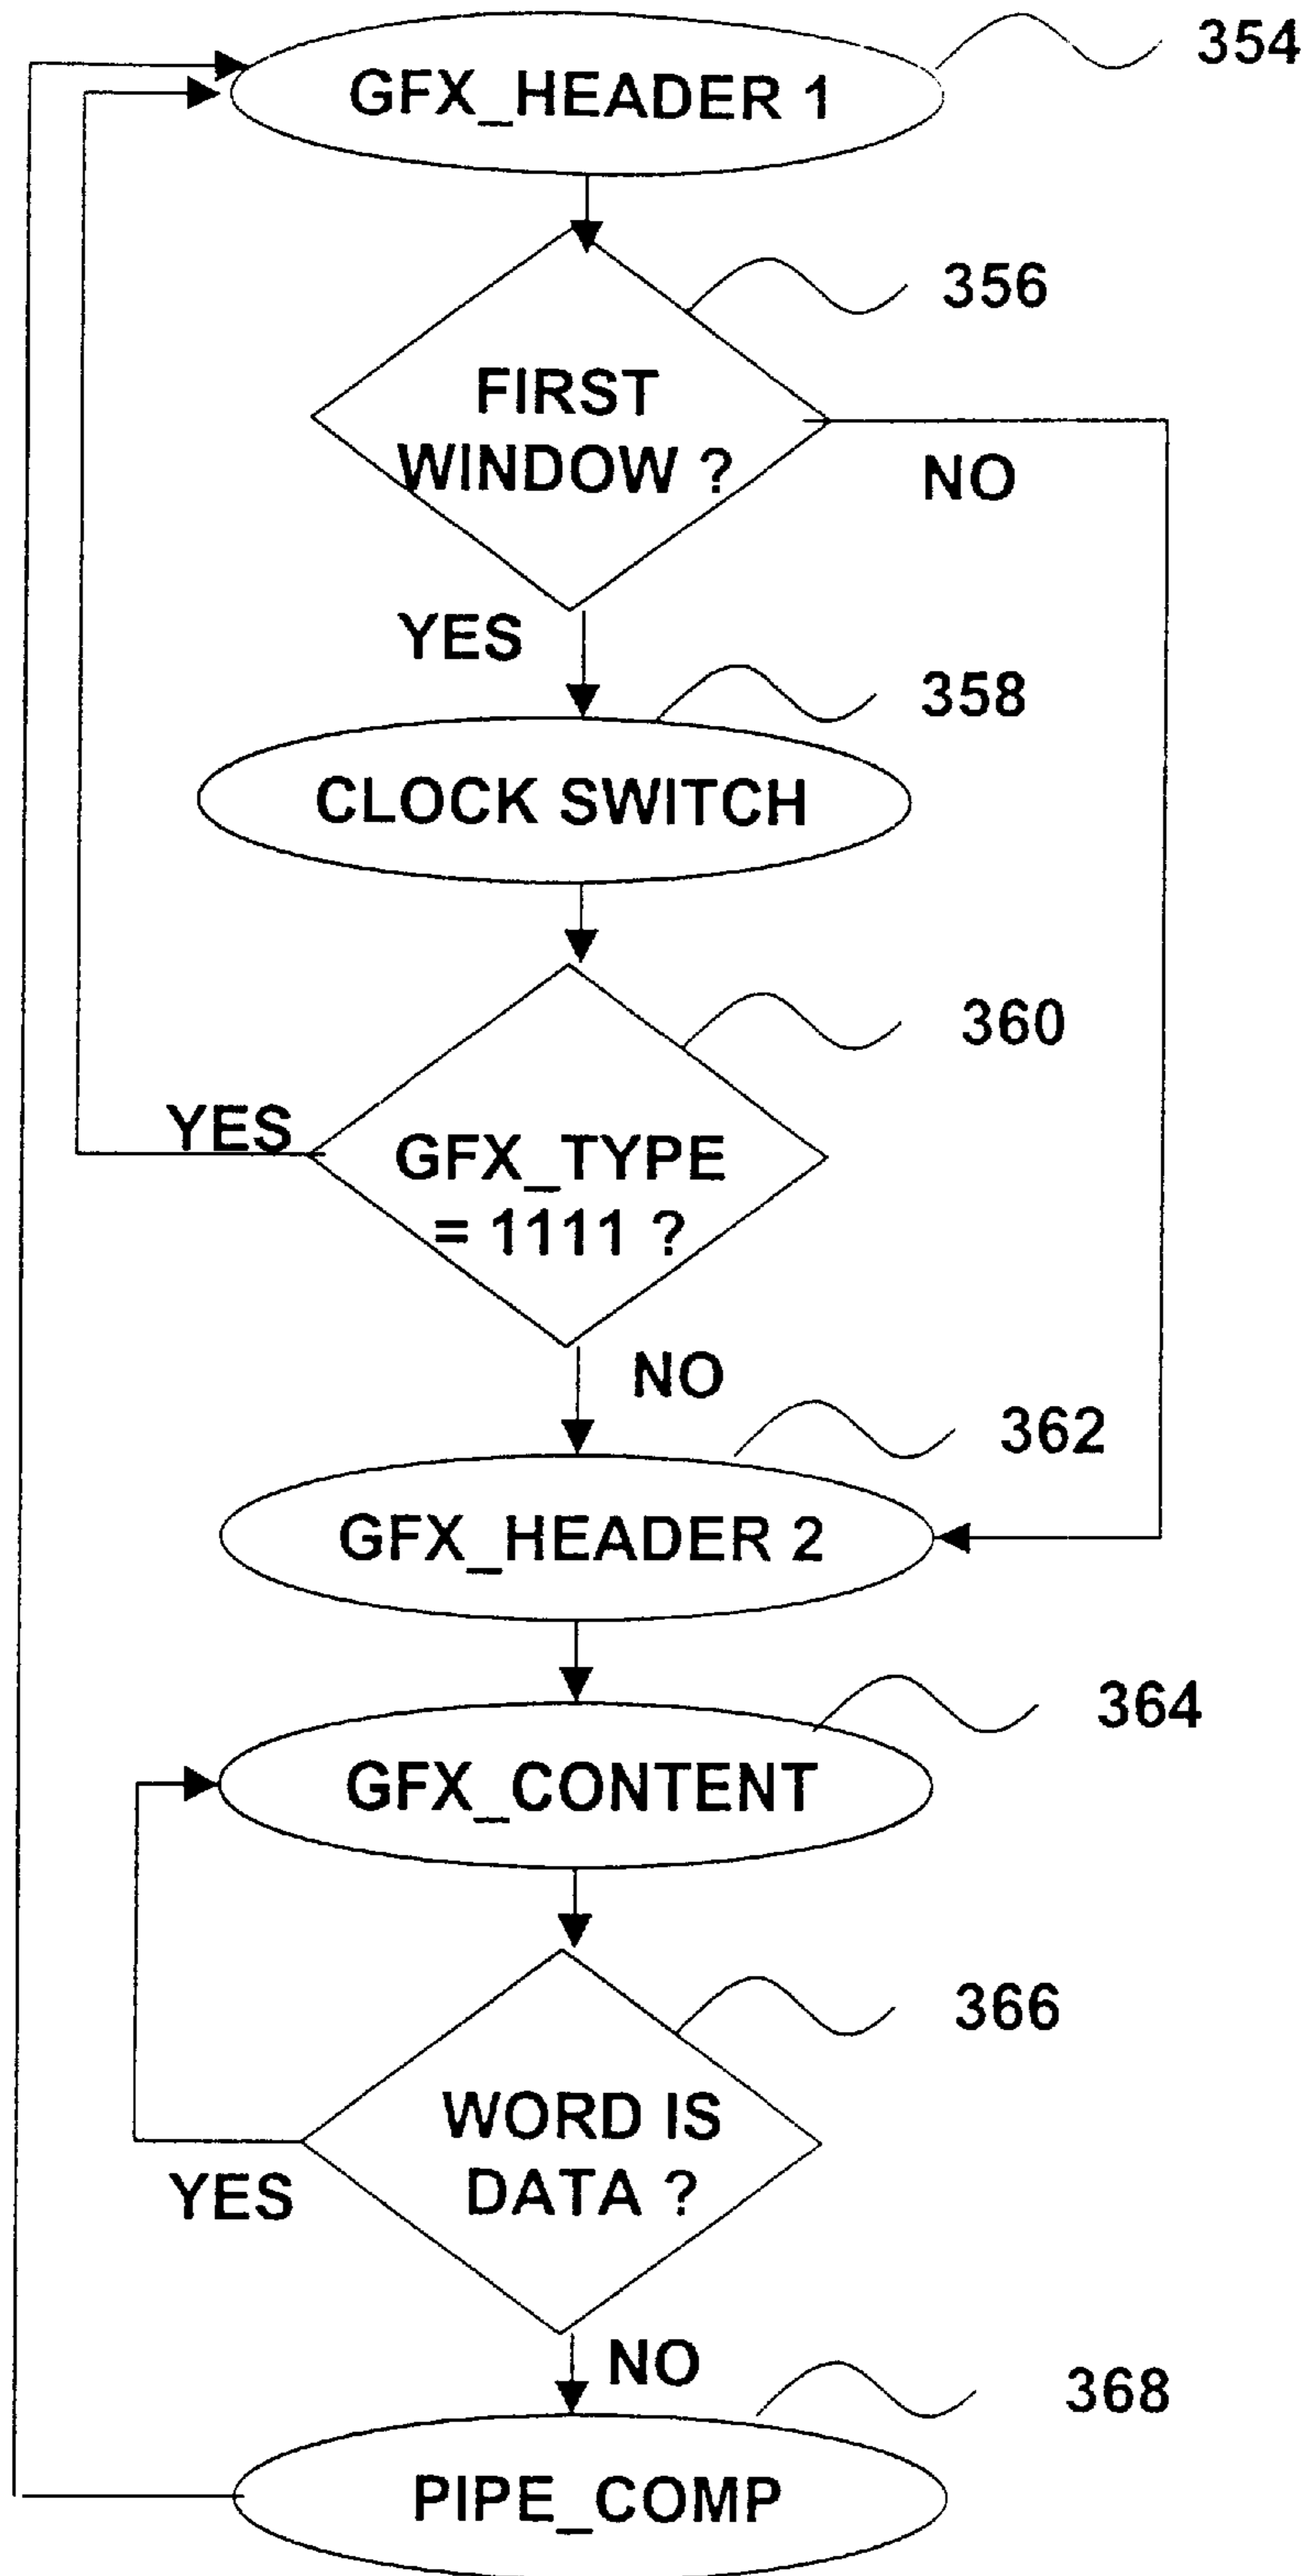 354
GFX_HEADER 1
356
FIRST
WINDOW ?
NO
YES
358
CLOCK SWITCH
360
YES
GFX_TYPE
= 1111 ?
NO
362
GFX_HEADER 2
364
GFX_CONTENT
366
WORD IS
DATA ?
YES
NO
368
PIPE_COMP